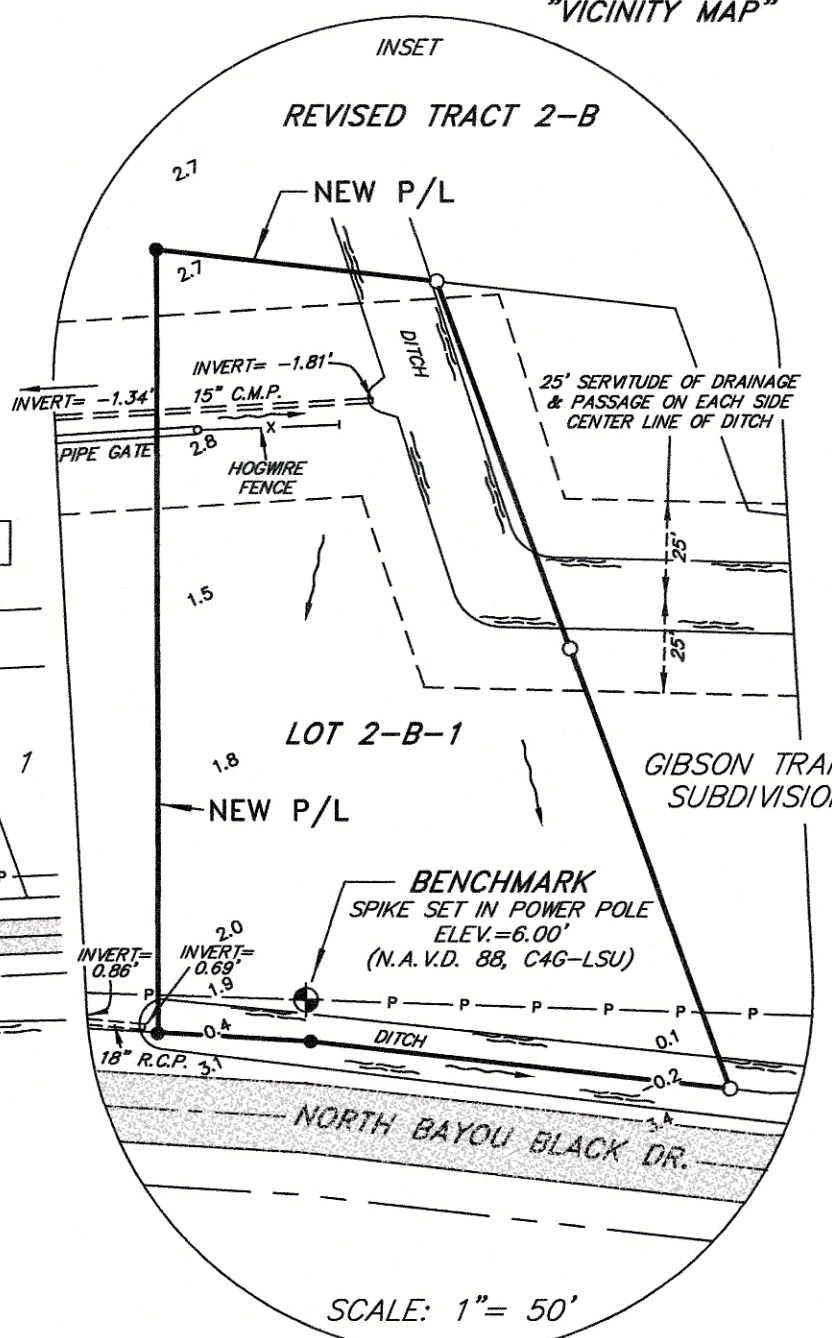 "VICINITY MAP"
INSET
REVISED TRACT 2-B
2.7
NEW P/L
2.7
DITCH
INVERT= -1.81'
INVERT= -1.34'
15" C.M.P.
25' SERVITUDE OF DRAINAGE
& PASSAGE ON EACH SIDE
CENTER LINE OF DITCH
PIPE GATE
2.8
X
HOGWIRE
FENCE
25'
1.5
25'
LOT 2-B-1
1
1.8
GIBSON
SUBDIVISION
NEW P/L
P
BENCHMARK
SPIKE SET IN POWER POLE
ELEV.=6.00'
(N.A.V.D. 88, C4G-LSU)
2.0
INVERT=
0.86'
INVERT=
0.69'
1.9
P P P P P P P
0.4
DITCH
0.1
18" R.C.P.
3.1
-0.2
3.4
NORTH BAYOU BLACK DR.
SCALE: 1"= 50'